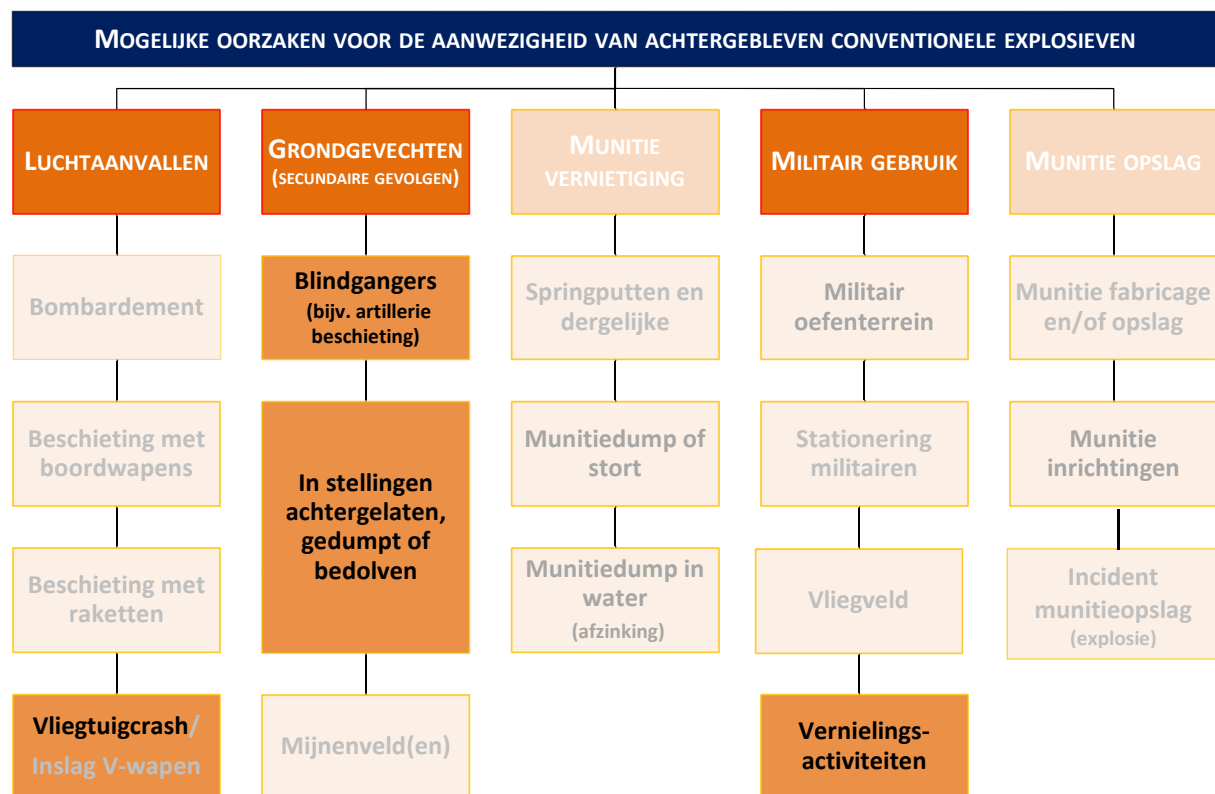 MOGELIJKE OORZAKEN VOOR DE AANWEZIGHEID VAN ACHTERGEBLEVEN CONVENTIONELE EXPLOSIEVEN
LUCHTAANVALLEN
Bombardement
Beschieting met
boordwapens
Beschieting met
raketten
Vliegtuigcrash/
Inslag V-wapen
GRONDGEVECHTEN
(SECUNDAIRE GEVOLGEN)
Blindgangers
(bijv. artillerie
beschieting)
In stellingen
achtergelaten,
gedumpt of
bedolven
Mijnenveld(en)
MUNITIE
VERNIETIGING
Springputten en
dergelijke
Munitiedump of
stort
Munitiedump in
water
(afzinking)
MILITAIR GEBRUIK
Militair
oefenterrein
Stationering
militairen
Vliegveld
Vernielings-
activiteiten
MUNITIE OPSLAG
Munitie fabricage
en/of opslag
Munitie
inrichtingen
Incident
munitieopslag
(explosie)